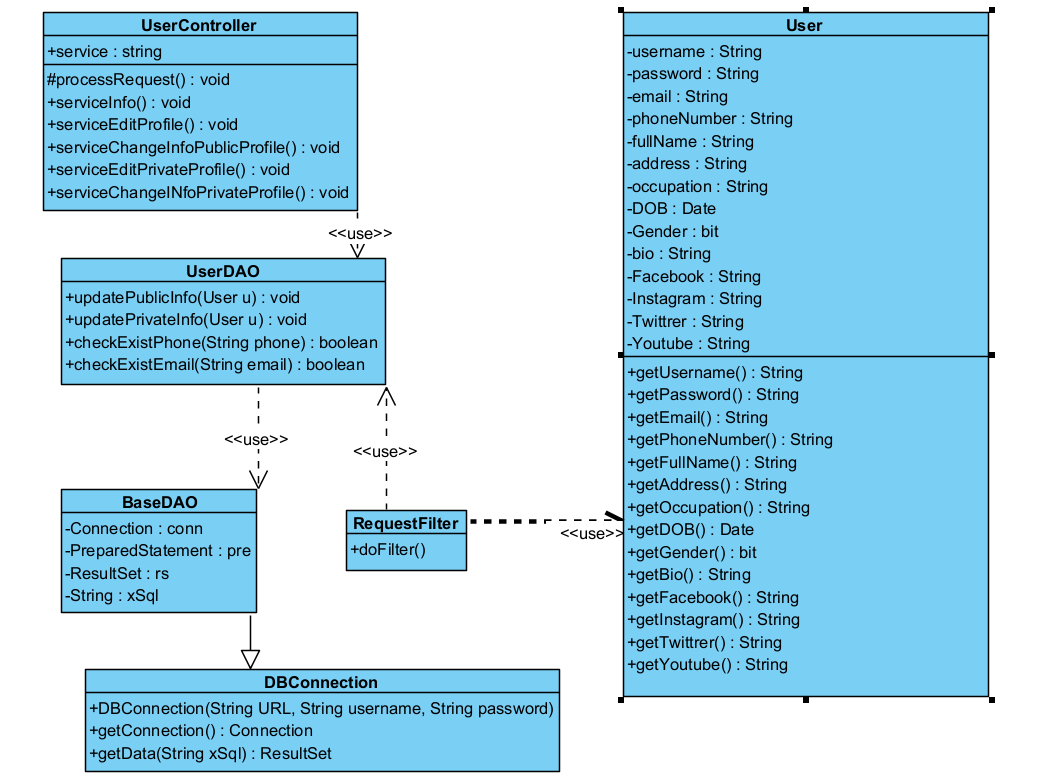 UserController
+service : string
#processRequest() : void
+serviceInfo() : void
+serviceEditProfile() : void
+serviceChangeInfoPublicProfile() : void
+serviceEditPrivateProfile() : void
+serviceChangeINfoPrivateProfile() : void
<<use>>
UserDAO
+updatePublicInfo(User u) : void
+updatePrivateInfo(User u) : void
+checkExistPhone(String phone) : boolean
+checkExistEmail(String email) : boolean
<<use>>
<<use>>
BaseDAO
-Connection : conn
-PreparedStatement : pre
-ResultSet : rs
-String : xSql
RequestFilter
+doFilter()
<<use>>
DBConnection
+DBConnection(String URL, String username, String password)
+getConnection() : Connection
+getData(String xSql) : ResultSet
User
-username : String
-password : String
-email : String
-phoneNumber : String
-fullName : String
-address : String
-occupation : String
-DOB : Date
-Gender : bit
-bio : String
-Facebook : String
-Instagram : String
-Twittrer : String
-Youtube : String
+getUsername() : String
+getPassword() : String
+getEmail() : String
+getPhoneNumber() : String
+getFullName() : String
+getAddress() : String
+getOccupation() : String
+getDOB() : Date
+getGender() : bit
+getBio() : String
+getFacebook() : String
+getInstagram() : String
+getTwittrer() : String
+getYoutube() : String